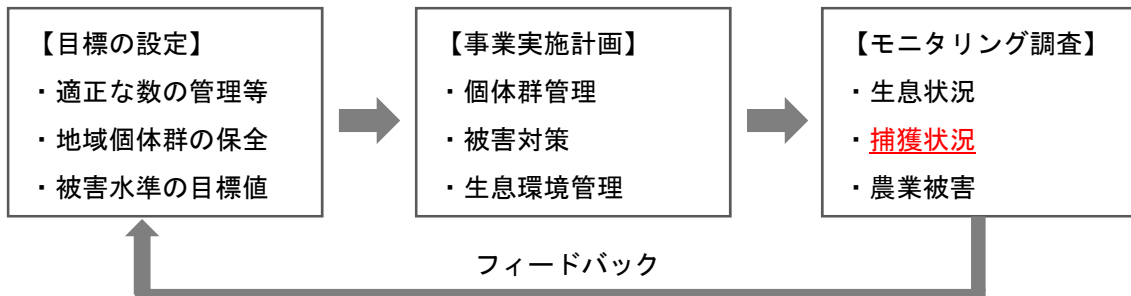 【目標の設定】
・適正な数の管理等
・地域個体群の保全
・被害水準の目標値
【事業実施計画】
・個体群管理
・被害対策
・生息環境管理
【モニタリング調査】
・生息状況
・捕獲状況
・農業被害
フィードバック